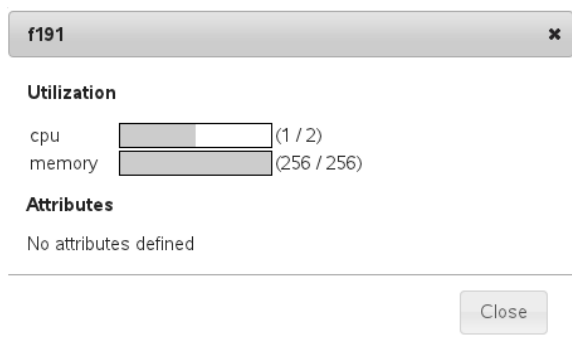 f191
Utilization
cpu (1 / 2)
memory (256 / 256)
Attributes
No attributes defined
Close